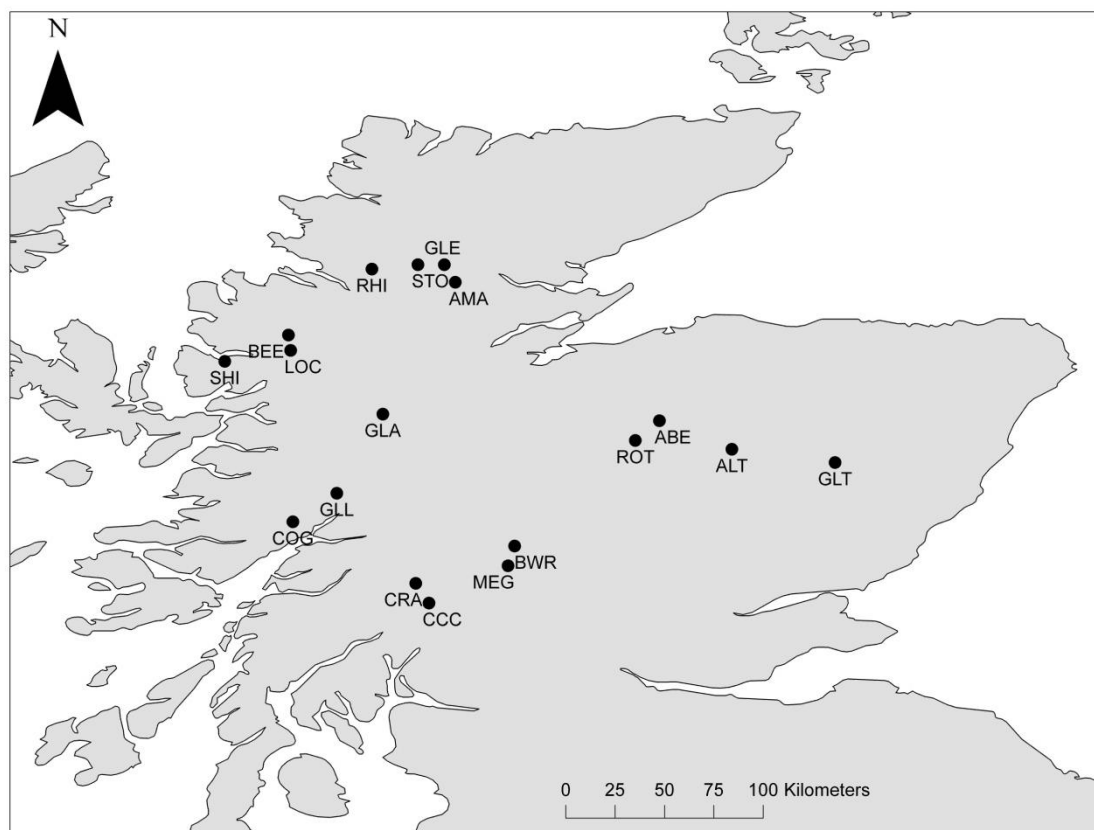 N
GLE
RHI
STO
AMA
BEE
LOC
SHI
GLA
ABE
ROT
ALT
GLT
GLL
COG
BWR
MEG
CRA
CCC
0 25 50 75 100 Kilometers